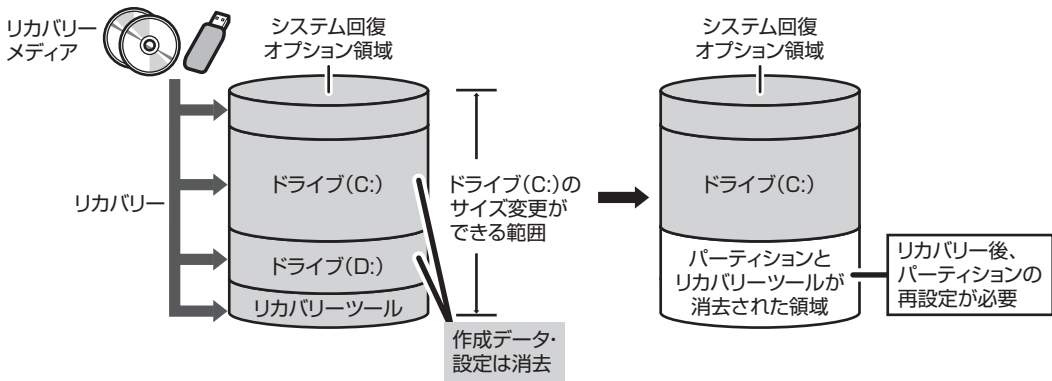 リカバリー
メディア
システム回復
オプション領域
リカバリー
ドライブ(C:)
ドライブ(D:)
リカバリーツール
ドライブ(C:)の
サイズ変更が
できる範囲
作成データ・
設定は消去
システム回復
オプション領域
ドライブ(C:)
パーティションと
リカバリーツールが
消去された領域
リカバリー後、
パーティションの
再設定が必要